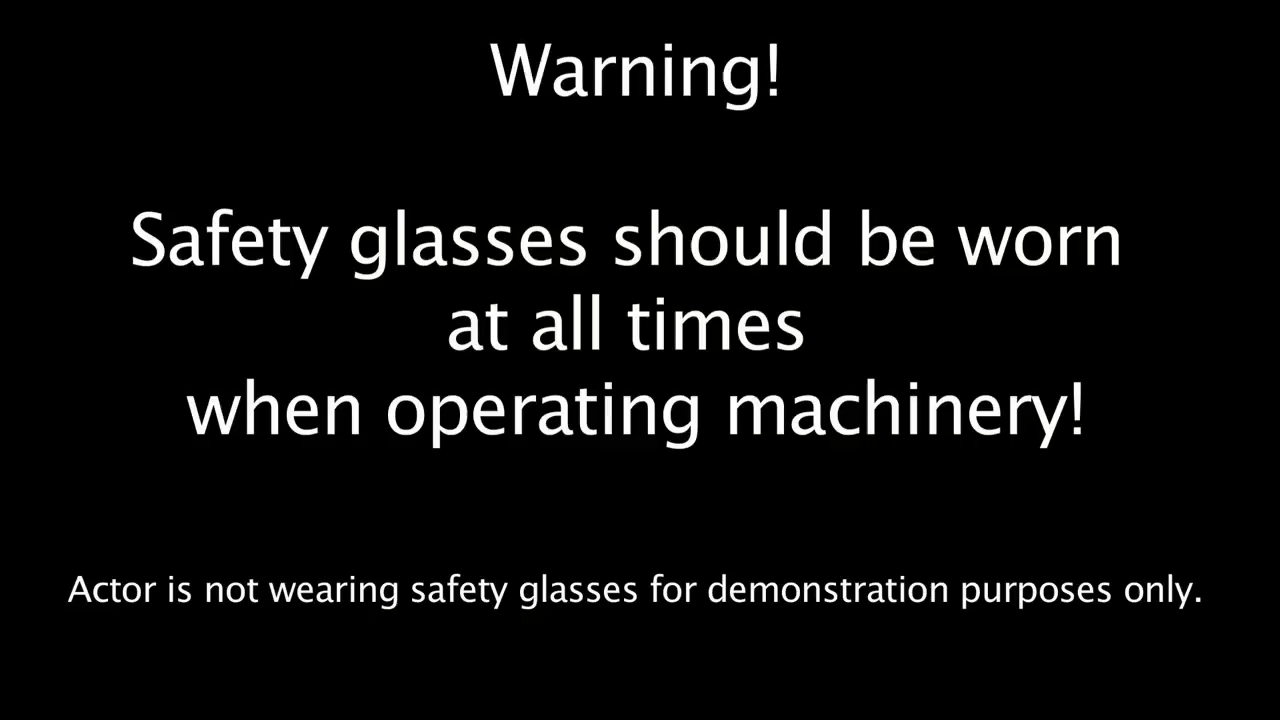 Warning!
Safety glasses should be worn
at all times
when operating machinery!
Actor is not wearing safety glasses for demonstration purposes only.